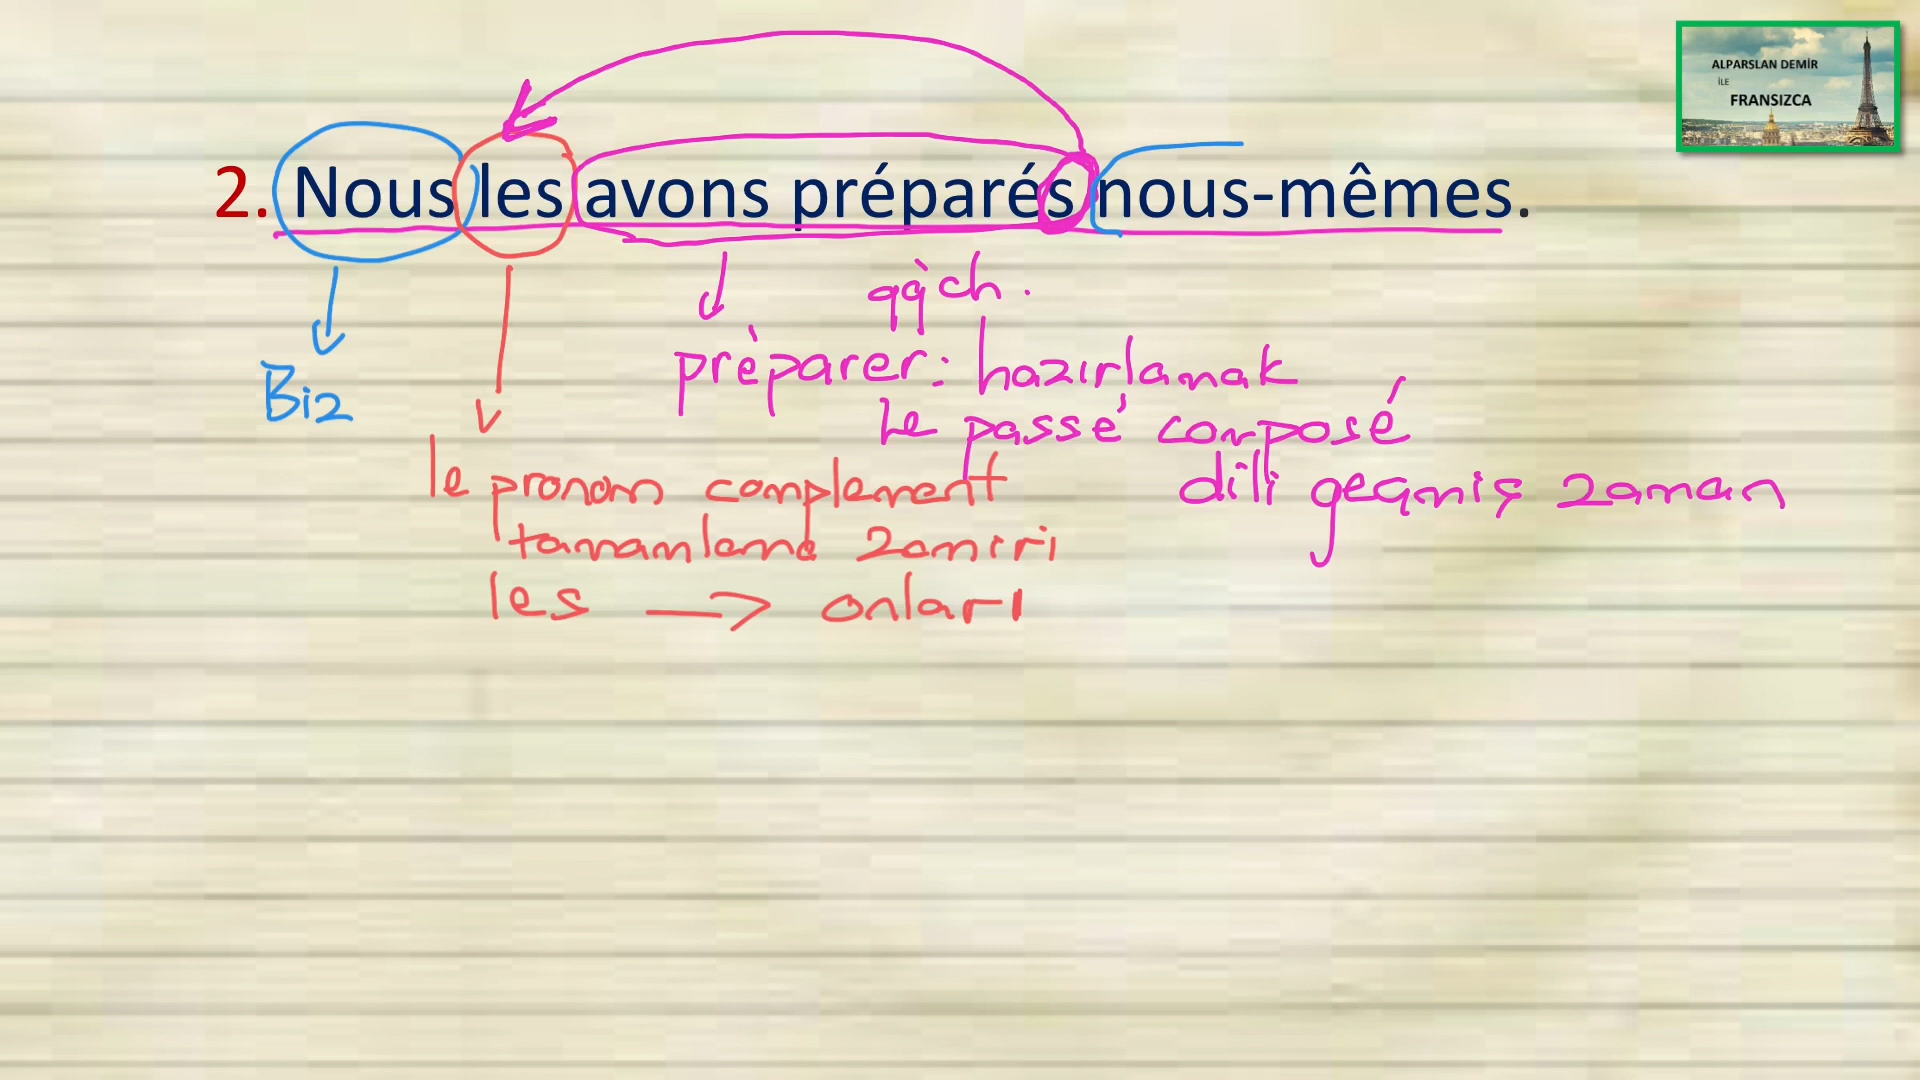 ALPARSLAN DEMİR
İLE
FRANSIZCA
2. Nous les avons préparés nous-mêmes.
qqch.
préparer: hazırlamak
Le passé composé
dili geçmiş zaman
Biz
le pronom complement
tamamlama zamiri
les → onları